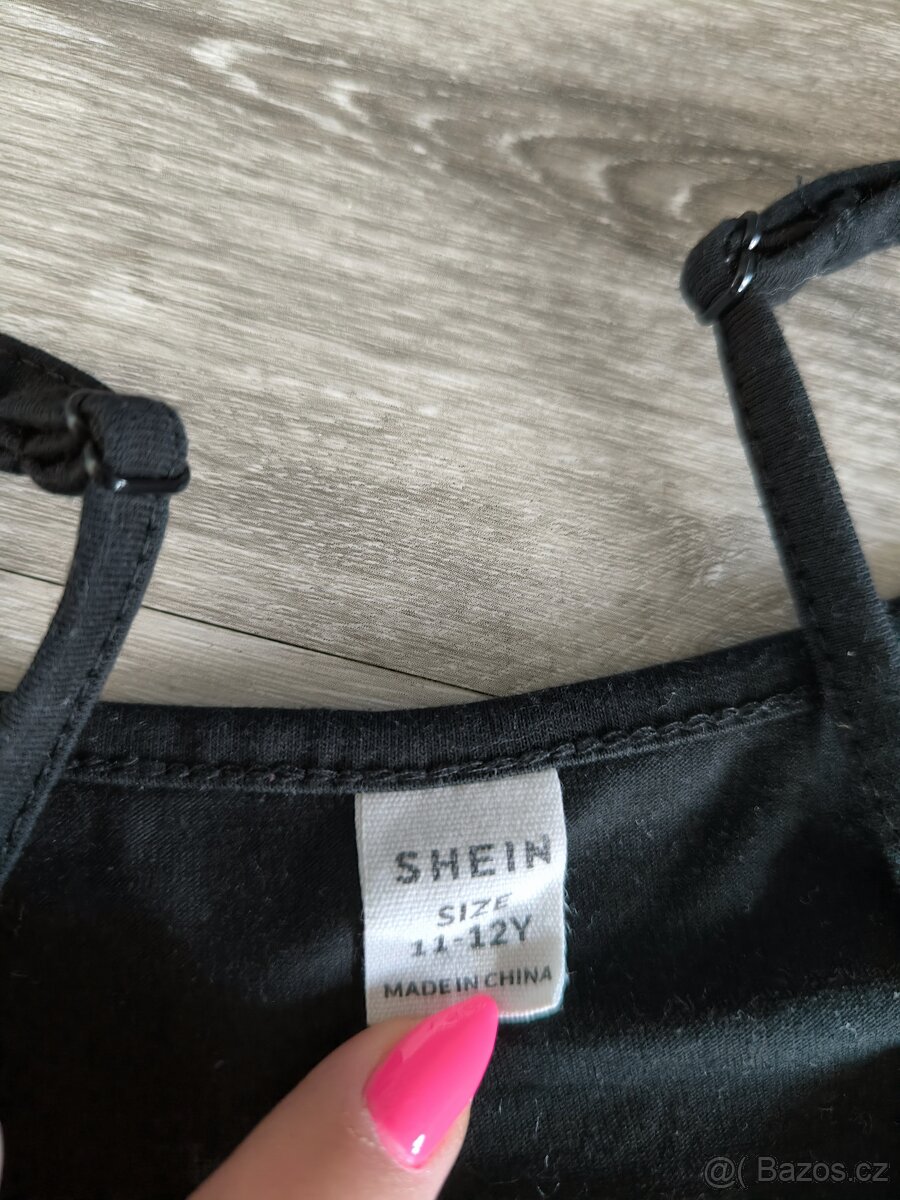 SHEIN
SIZE
11-12Y
MADE IN CHINA
@( Bazos.cz